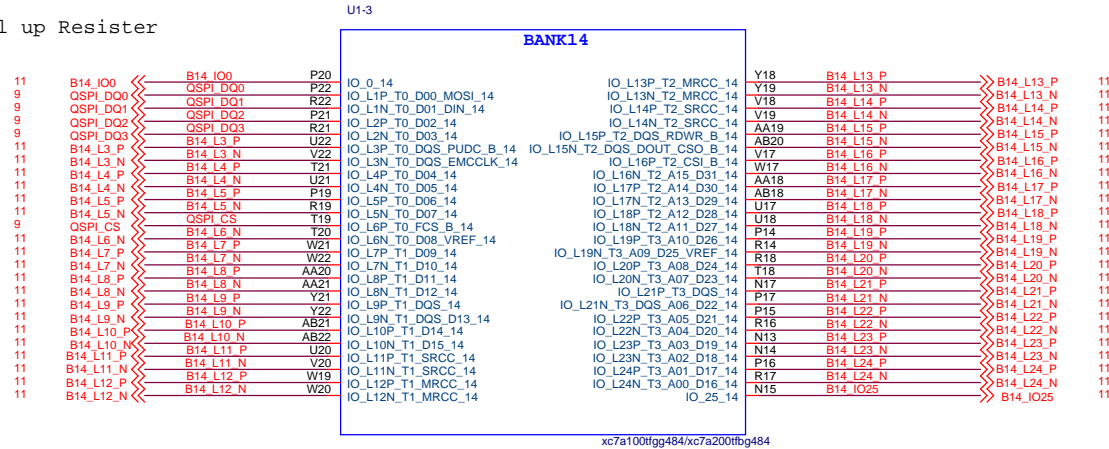 U1-3
l up Resister
BANK14
11 B14_IO0 B14_IO0 P20 IO_0_14 IO_L13P_T2_MRCC_14 Y18 B14_L13_P B14_L13_P 11
9 QSPI_DQ0 QSPI_DQ0 P22 IO_L1P_T0_D00_MOSI_14 IO_L13N_T2_MRCC_14 Y19 B14_L13_N B14_L13_N 11
9 QSPI_DQ1 QSPI_DQ1 R22 IO_L1N_T0_D01_DIN_14 IO_L14P_T2_SRCC_14 V18 B14_L14_P B14_L14_P 11
9 QSPI_DQ2 QSPI_DQ2 P21 IO_L2P_T0_D02_14 IO_L14N_T2_SRCC_14 V19 B14_L14_N B14_L14_N 11
9 QSPI_DQ3 QSPI_DQ3 R21 IO_L2N_T0_D03_14 IO_L15P_T2_DQS_RDWR_B_14 AA19 B14_L15_P B14_L15_P 11
11 B14_L3_P B14_L3_P U22 IO_L3P_T0_DQS_PUDC_B_14 IO_L15N_T2_DQS_DOUT_CSO_B_14 AB20 B14_L15_N B14_L15_N 11
11 B14_L3_N B14_L3_N V22 IO_L3N_T0_DQS_EMCCLK_14 IO_L16P_T2_CSI_B_14 V17 B14_L16_P B14_L16_P 11
11 B14_L4_P B14_L4_P T21 IO_L4P_T0_D04_14 IO_L16N_T2_A15_D31_14 W17 B14_L16_N B14_L16_N 11
11 B14_L4_N B14_L4_N U21 IO_L4N_T0_D05_14 IO_L17P_T2_A14_D30_14 AA18 B14_L17_P B14_L17_P 11
11 B14_L5_P B14_L5_P P19 IO_L5P_T0_D06_14 IO_L17N_T2_A13_D29_14 AB18 B14_L17_N B14_L17_N 11
11 B14_L5_N B14_L5_N R19 IO_L5N_T0_D07_14 IO_L18P_T2_A12_D28_14 U17 B14_L18_P B14_L18_P 11
9 QSPI_CS QSPI_CS T19 IO_L6P_T0_FCS_B_14 IO_L18N_T2_A11_D27_14 U18 B14_L18_N B14_L18_N 11
11 B14_L6_N B14_L6_N T20 IO_L6N_T0_D08_VREF_14 IO_L19P_T3_A10_D26_14 P14 B14_L19_P B14_L19_P 11
11 B14_L7_P B14_L7_P W21 IO_L7P_T1_D09_14 IO_L19N_T3_A09_D25_VREF_14 R14 B14_L19_N B14_L19_N 11
11 B14_L7_N B14_L7_N W22 IO_L7N_T1_D10_14 IO_L20P_T3_A08_D24_14 R18 B14_L20_P B14_L20_P 11
11 B14_L8_P B14_L8_P AA20 IO_L8P_T1_D11_14 IO_L20N_T3_A07_D23_14 T18 B14_L20_N B14_L20_N 11
11 B14_L8_N B14_L8_N AA21 IO_L8N_T1_D12_14 IO_L21P_T3_DQS_14 N17 B14_L21_P B14_L21_P 11
11 B14_L9_P B14_L9_P Y21 IO_L9P_T1_DQS_14 IO_L21N_T3_DQS_A06_D22_14 P17 B14_L21_N B14_L21_N 11
11 B14_L9_N B14_L9_N Y22 IO_L9N_T1_DQS_D13_14 IO_L22P_T3_A05_D21_14 P15 B14_L22_P B14_L22_P 11
11 B14_L10_P B14_L10_P AB21 IO_L10P_T1_D14_14 IO_L22N_T3_A04_D20_14 R16 B14_L22_N B14_L22_N 11
11 B14_L10_N B14_L10_N AB22 IO_L10N_T1_D15_14 IO_L23P_T3_A03_D19_14 N13 B14_L23_P B14_L23_P 11
11 B14_L11_P B14_L11_P U20 IO_L11P_T1_SRCC_14 IO_L23N_T3_A02_D18_14 N14 B14_L23_N B14_L23_N 11
11 B14_L11_N B14_L11_N V20 IO_L11N_T1_SRCC_14 IO_L24P_T3_A01_D17_14 P16 B14_L24_P B14_L24_P 11
11 B14_L12_P B14_L12_P W19 IO_L12P_T1_MRCC_14 IO_L24N_T3_A00_D16_14 R17 B14_L24_N B14_L24_N 11
11 B14_L12_N B14_L12_N W20 IO_L12N_T1_MRCC_14 IO_25_14 N15 B14_IO25 B14_IO25 11
xc7a100tfgg484/xc7a200tfbg484